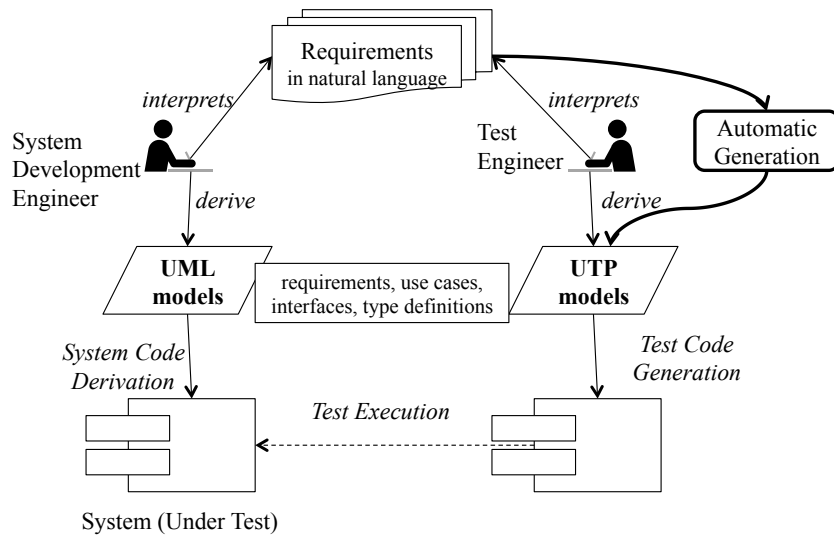 Requirements
in natural language
interprets
interprets
Automatic
Generation
System
Development
Engineer
Test
Engineer
derive
derive
UML
models
requirements, use cases,
interfaces, type definitions
UTP
models
System Code
Derivation
Test Code
Generation
Test Execution
System (Under Test)